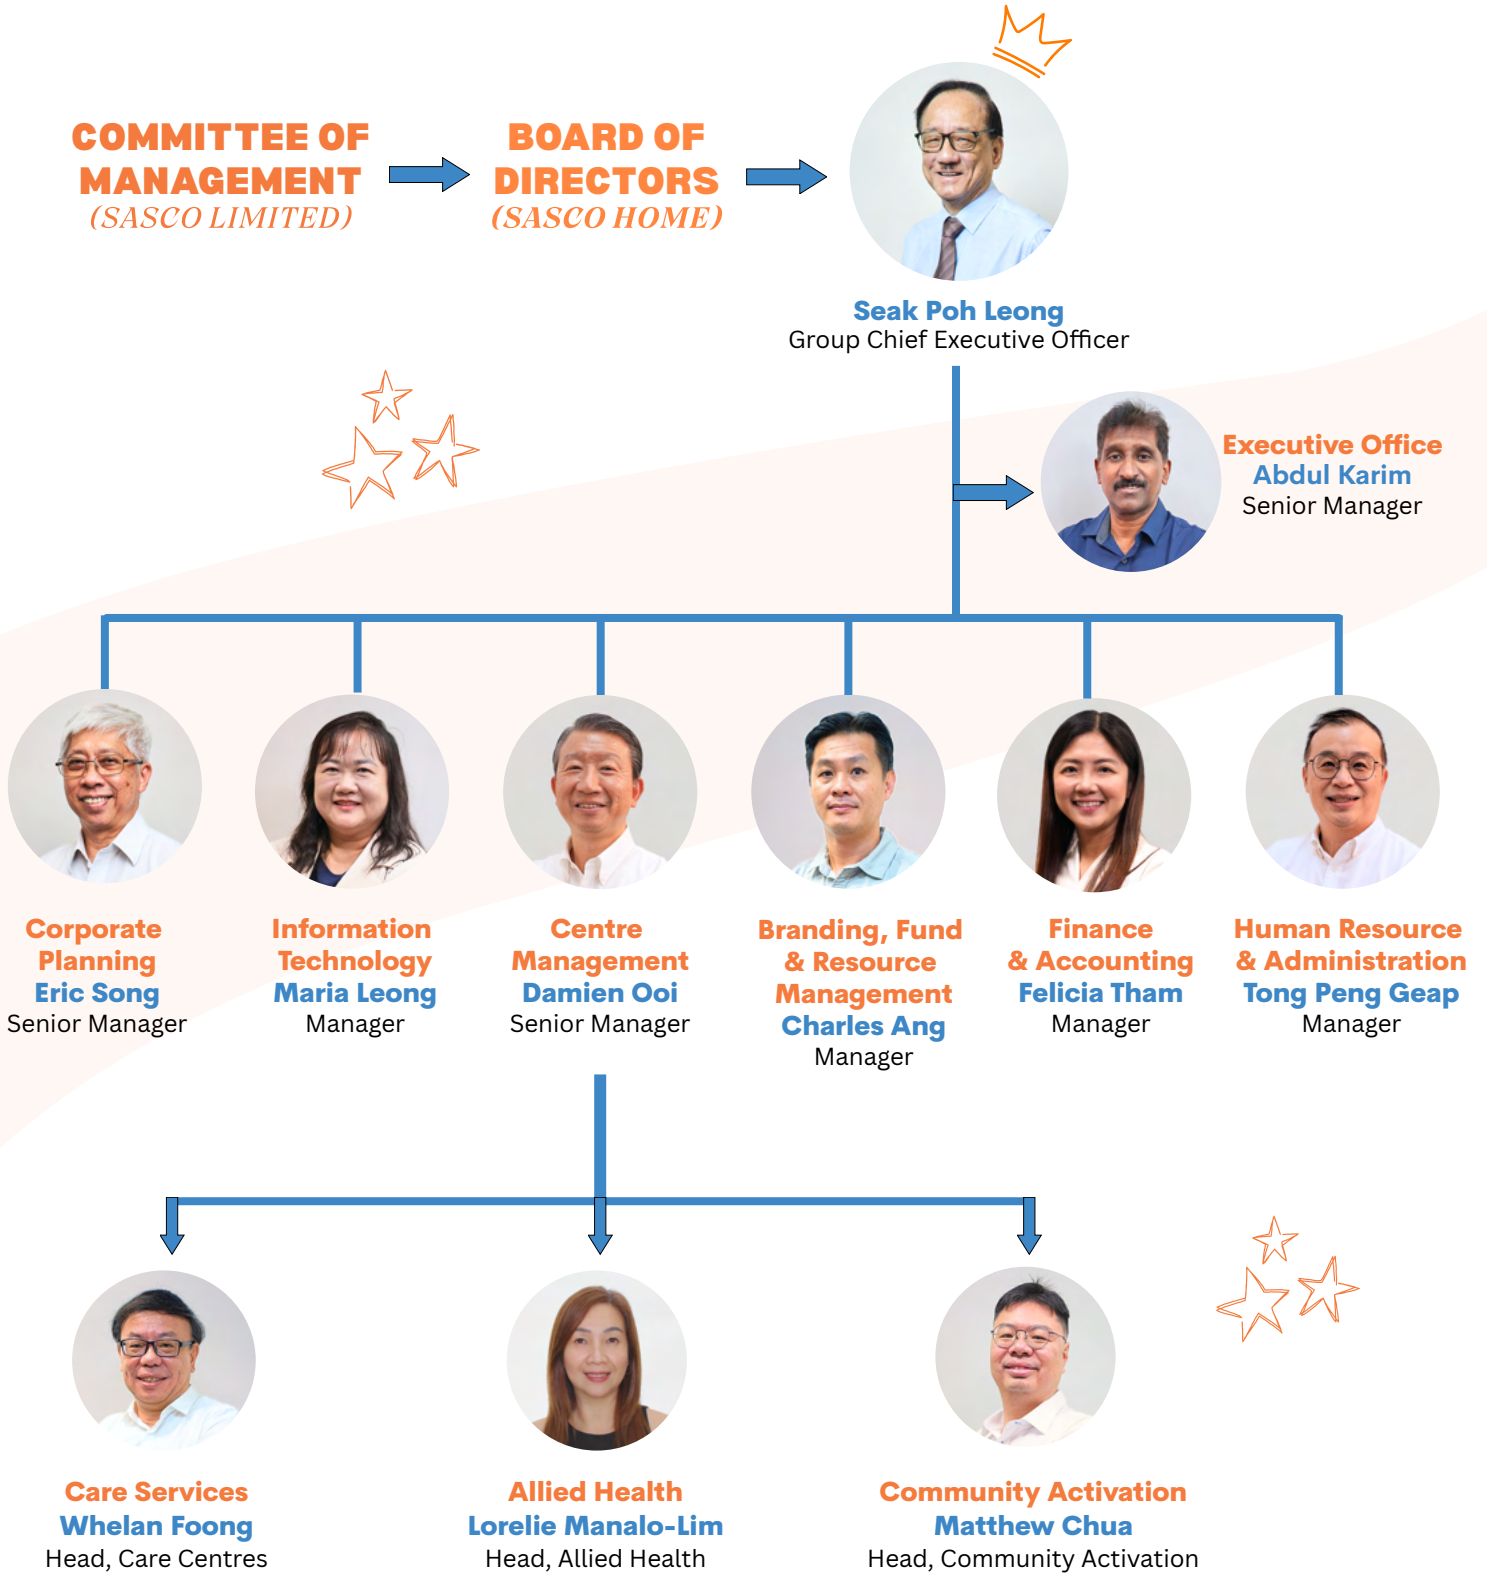 COMMITTEE OF
MANAGEMENT
(SASCO LIMITED)
BOARD OF
DIRECTORS
(SASCO HOME)
Seak Poh Leong
Group Chief Executive Officer
Executive Office
Abdul Karim
Senior Manager
Corporate
Planning
Eric Song
Senior Manager
Information
Technology
Maria Leong
Manager
Centre
Management
Damien Ooi
Senior Manager
Branding, Fund
& Resource
Management
Charles Ang
Manager
Finance
& Accounting
Felicia Tham
Manager
Human Resource
& Administration
Tong Peng Geap
Manager
Care Services
Whelan Foong
Head, Care Centres
Allied Health
Lorelie Manalo-Lim
Head, Allied Health
Community Activation
Matthew Chua
Head, Community Activation